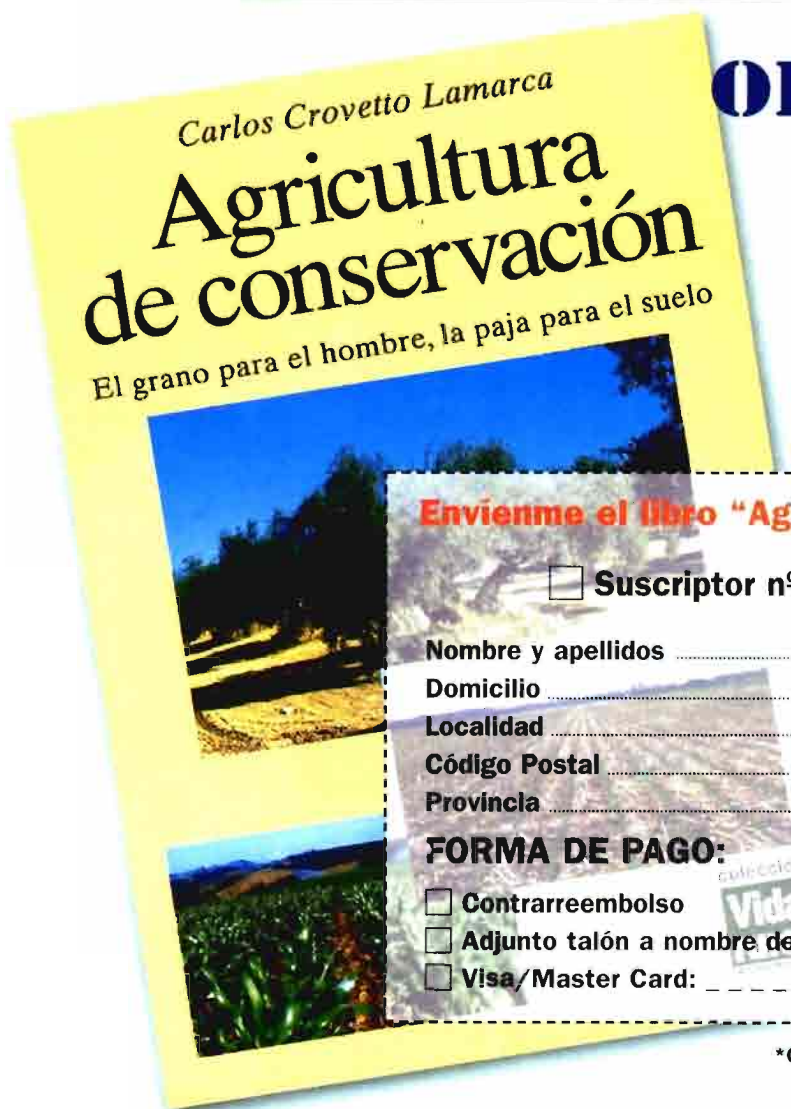 Carlos Crovetto Lamarca
Agricultura
de conservación
El grano para el hombre, la paja para el suelo
Envíenme el libro "Ag
Suscriptor nº
Nombre y apellidos
Domicilio
Localidad
Código Postal
Provincia
FORMA DE PAGO:
Contrarreembolso
Adjunto talón a nombre de
Visa/Master Card: